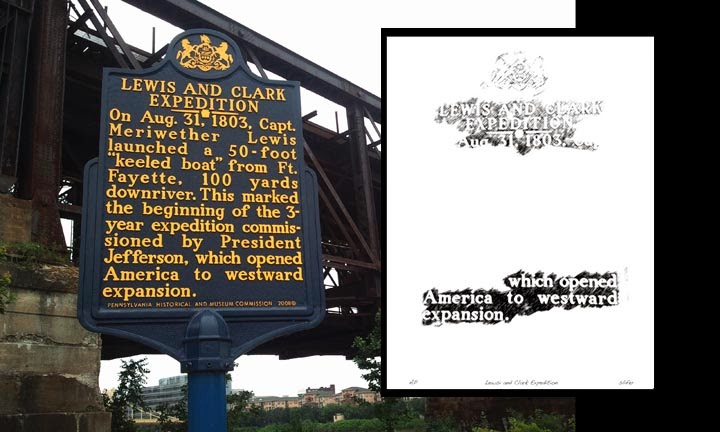 LEWIS AND CLARK
EXPEDITION
On Aug. 31, 1803, Capt.
Meriwether Lewis
launched a 50-foot
"keeled boat" from Ft.
Fayette, 100 yards
downriver. This marked
the beginning of the 3-
year expedition commis-
sioned by President
Jefferson, which opened
America to westward
expansion.
PENNSYLVANIA HISTORICAL AND MUSEUM COMMISSION 2008
LEWIS AND CLARK
EXPEDITION
Aug. 31, 1803,
which opened
America to westward
expansion.
Lewis and Clark Expedition